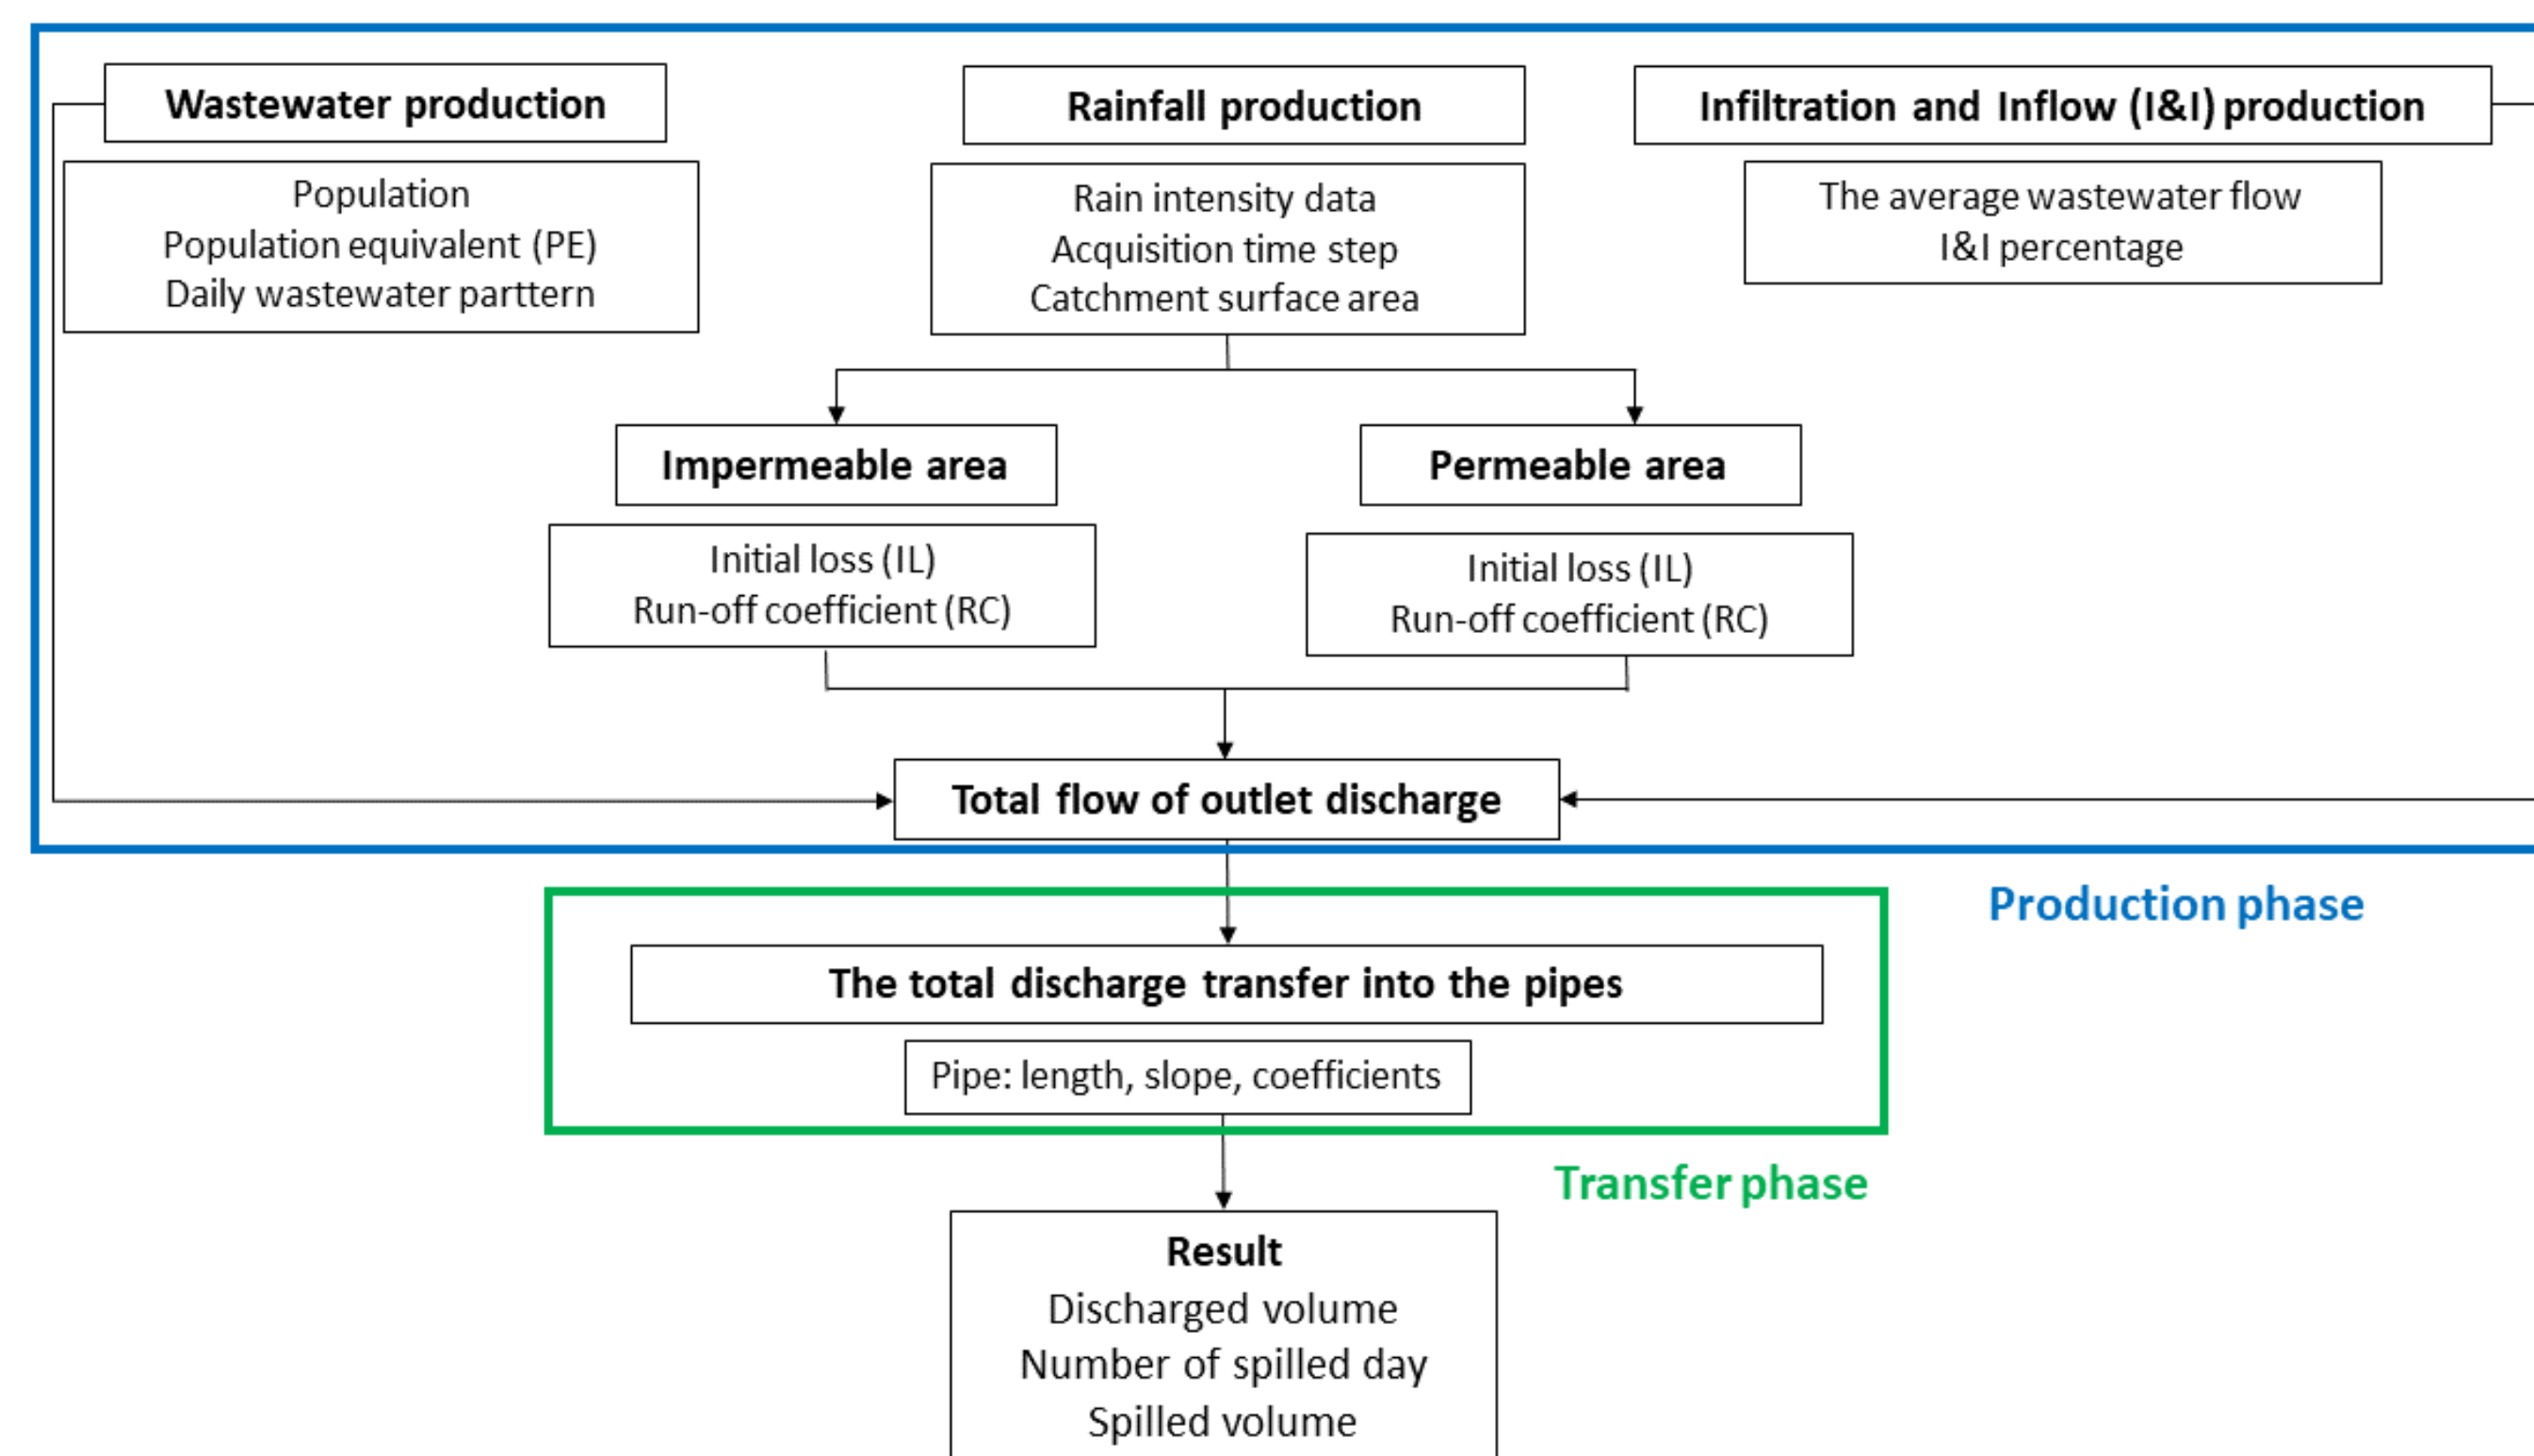 Wastewater production
Population
Population equivalent (PE)
Daily wastewater parttern
Rainfall production
Rain intensity data
Acquisition time step
Catchment surface area
Infiltration and Inflow (I&I) production
The average wastewater flow
I&I percentage
Impermeable area
Initial loss (IL)
Run-off coefficient (RC)
Permeable area
Initial loss (IL)
Run-off coefficient (RC)
Total flow of outlet discharge
Production phase
The total discharge transfer into the pipes
Pipe: length, slope, coefficients
Transfer phase
Result
Discharged volume
Number of spilled day
Spilled volume